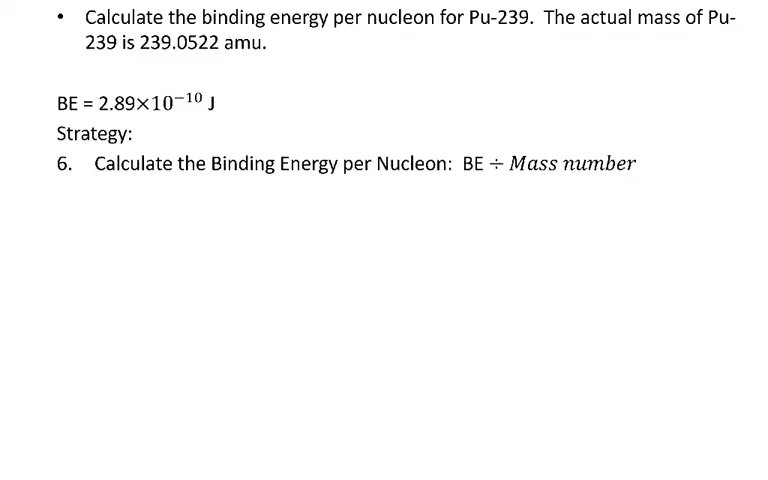 • Calculate the binding energy per nucleon for Pu-239. The actual mass of Pu-
239 is 239.0522 amu.
BE = 2.89×10⁻¹⁰ J
Strategy:
6. Calculate the Binding Energy per Nucleon: BE ÷ Mass number